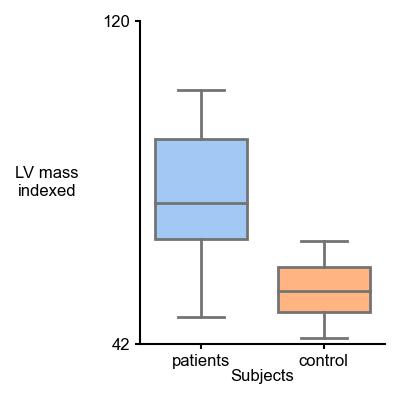 120
LV mass
indexed
42
patients control
Subjects